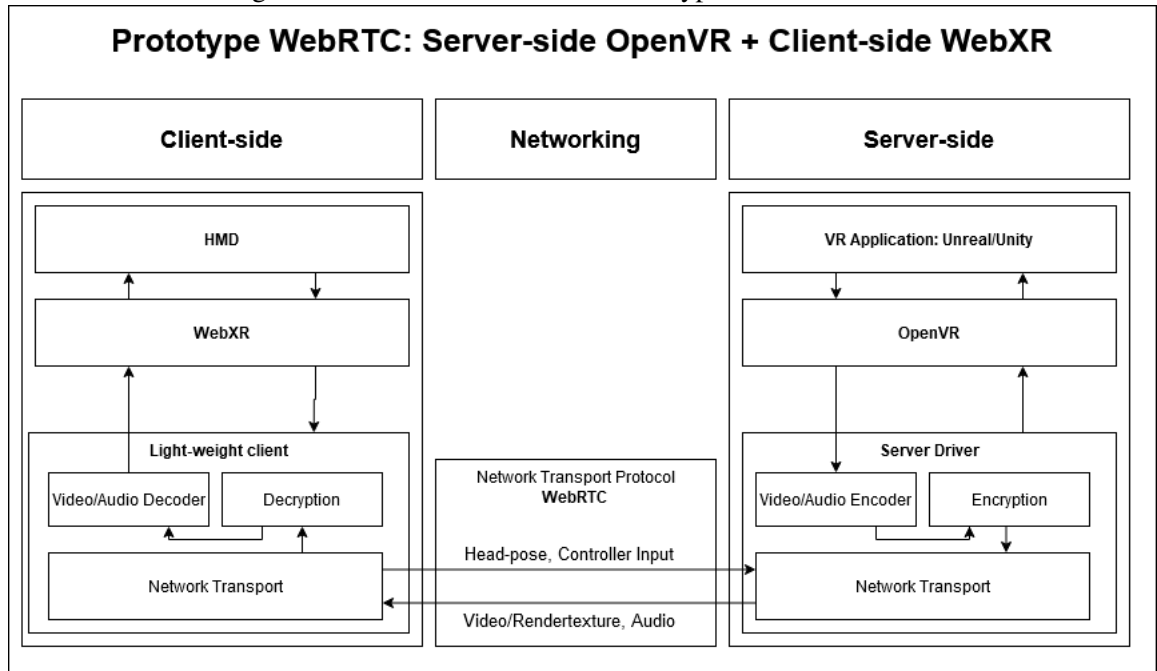 Prototype WebRTC: Server-side OpenVR + Client-side WebXR
Client-side
Networking
Server-side
HMD
WebXR
Light-weight client
Video/Audio Decoder
Decryption
Network Transport
Network Transport Protocol
WebRTC
Head-pose, Controller Input
Video/Rendertexture, Audio
VR Application: Unreal/Unity
OpenVR
Server Driver
Video/Audio Encoder
Encryption
Network Transport